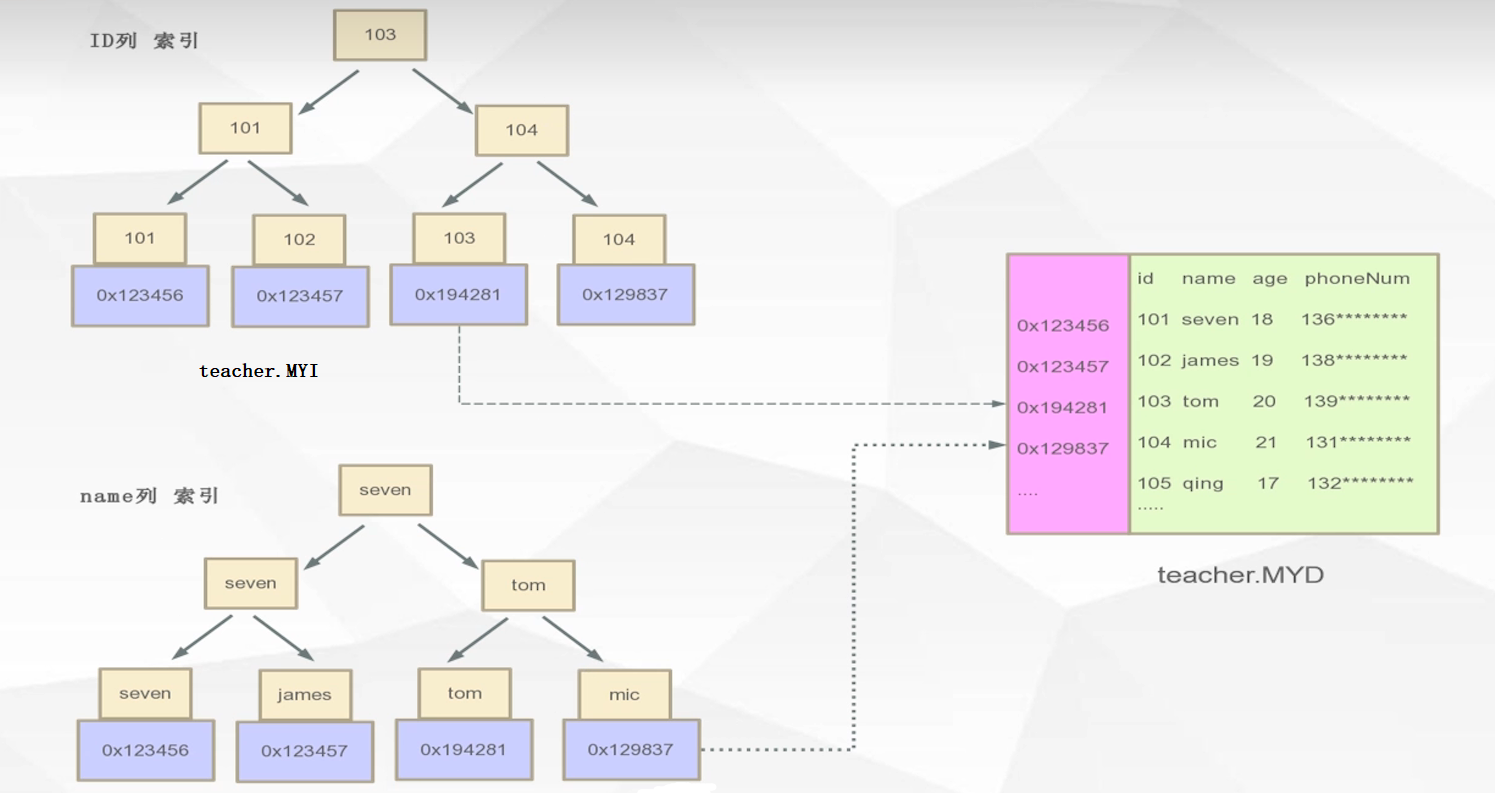 ID列 索引
103
101
104
101
102
103
104
0x123456
0x123457
0x194281
0x129837
teacher.MYI
name列 索引
seven
seven
tom
seven
james
tom
mic
0x123456
0x123457
0x194281
0x129837
id name age phoneNum
0x123456 101 seven 18 136********
0x123457 102 james 19 138********
0x194281 103 tom 20 139********
0x129837 104 mic 21 131********
.... 105 qing 17 132********
.....
teacher.MYD